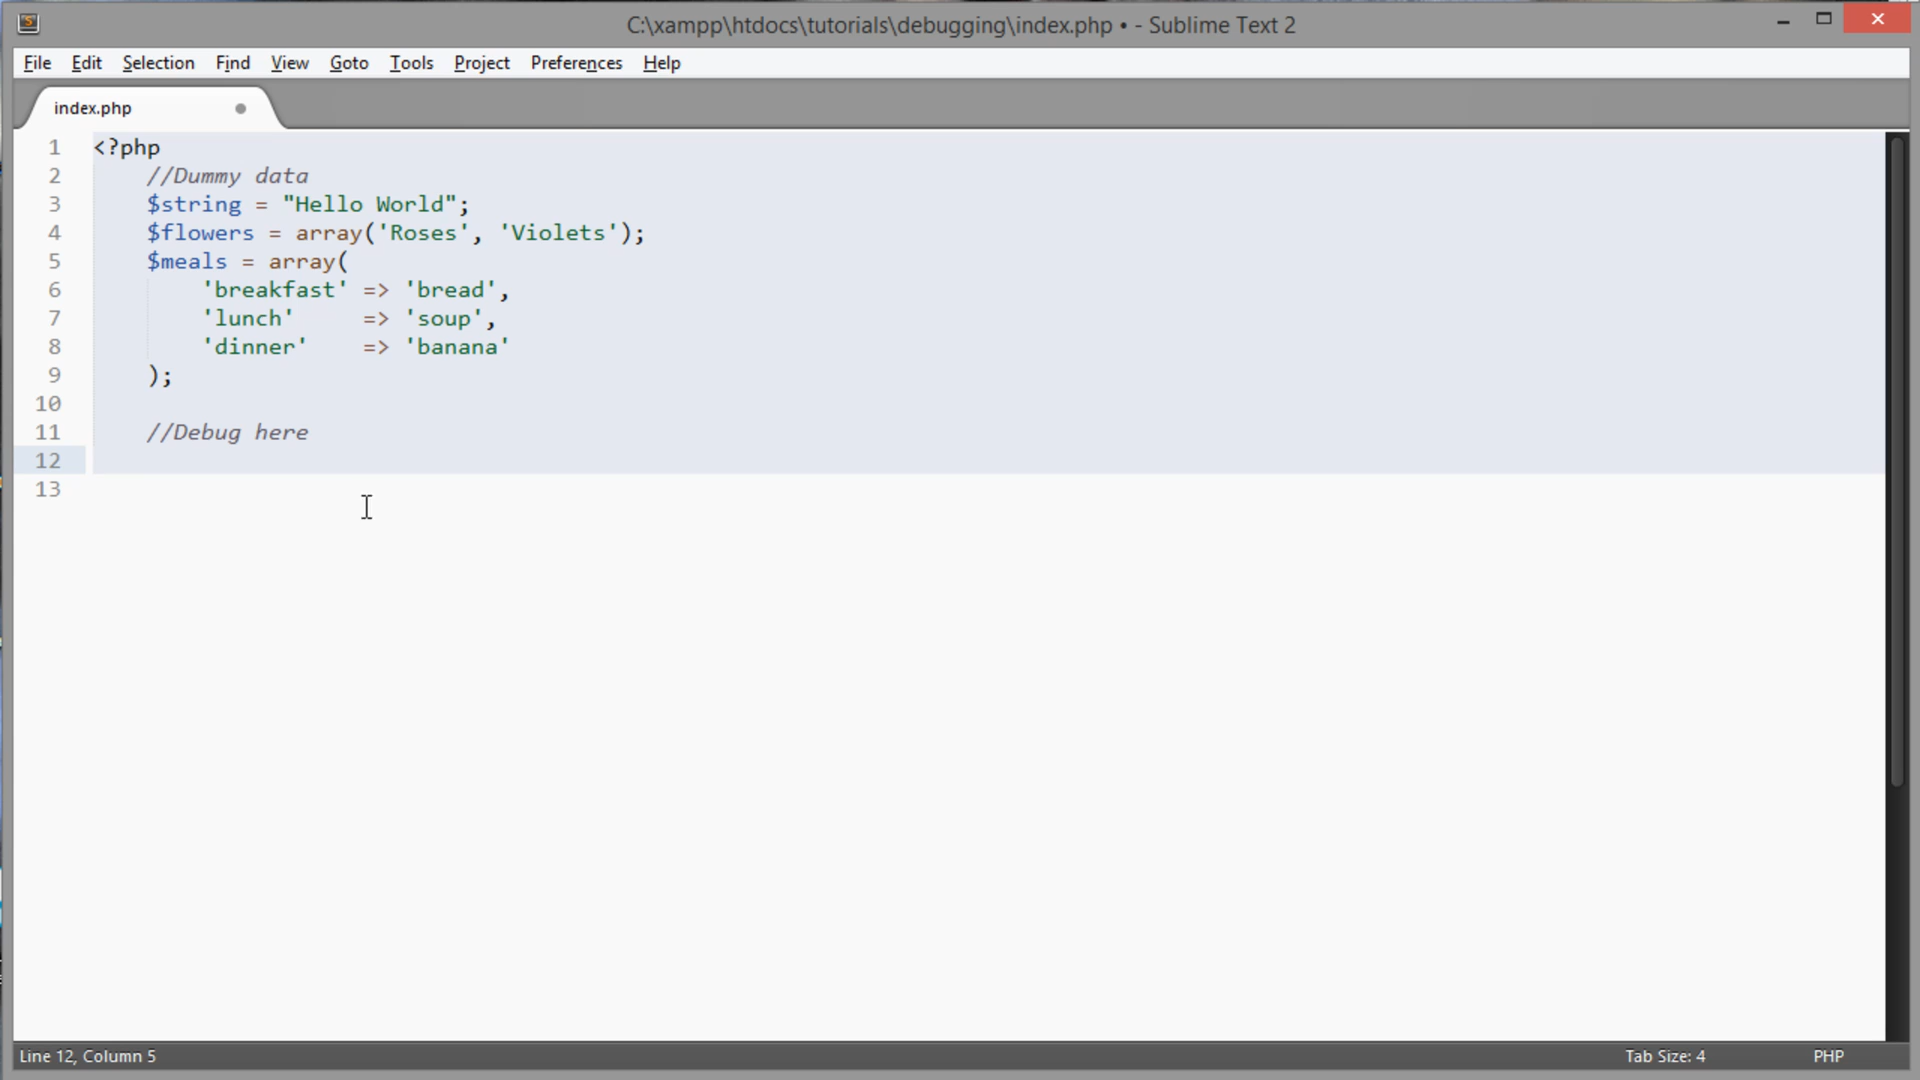 C:\xampp\htdocs\tutorials\debugging\index.php • - Sublime Text 2
File Edit Selection Find View Goto Tools Project Preferences Help
index.php
1 <?php
2     //Dummy data
3     $string = "Hello World";
4     $flowers = array('Roses', 'Violets');
5     $meals = array(
6         'breakfast' => 'bread',
7         'lunch'     => 'soup',
8         'dinner'    => 'banana'
9     );
10
11     //Debug here
12
13
Line 12, Column 5 Tab Size: 4 PHP